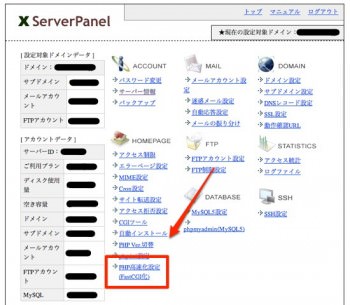 トップ マニュアル ログアウト
X ServerPanel
★現在の設定対象ドメイン：
[ 設定対象ドメインデータ ]
ドメイン：
サブドメイン
メールアカウント
FTPアカウント
[ アカウントデータ ]
サーバーID：
ご利用プラン
ディスク使用量
空き容量
ドメイン
サブドメイン
メールアカウント
FTPアカウント
MySQL
ACCOUNT
パスワード変更
サーバー情報
バックアップ
HOMEPAGE
アクセス制限
エラーページ設定
MIME設定
Cron設定
サイト転送設定
アクセス拒否設定
CGIツール
自動インストール
PHP Ver.切替
PHP高速化設定
(FastCGI化)
MAIL
メールアカウント設定
迷惑メール設定
自動応答設定
メールの振り分け
FTP
FTPアカウント設定
FTP制限設定
DATABASE
MySQL5設定
phpmyadmin(MySQL5)
DOMAIN
ドメイン設定
サブドメイン設定
DNSレコード設定
SSL設定
動作確認URL
STATISTICS
アクセス統計
ログファイル
SSH
SSH設定